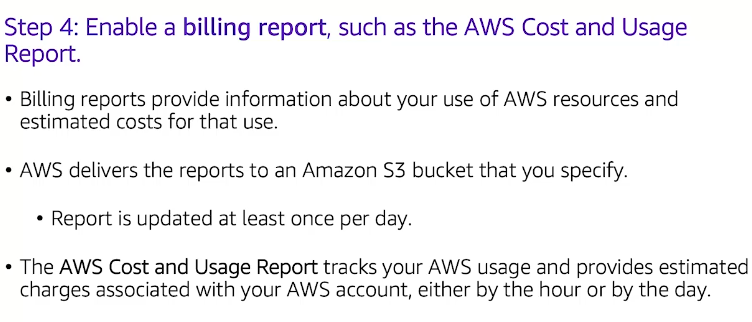 Step 4: Enable a billing report, such as the AWS Cost and Usage
Report.
• Billing reports provide information about your use of AWS resources and
estimated costs for that use.
• AWS delivers the reports to an Amazon S3 bucket that you specify.
• Report is updated at least once per day.
• The AWS Cost and Usage Report tracks your AWS usage and provides estimated
charges associated with your AWS account, either by the hour or by the day.